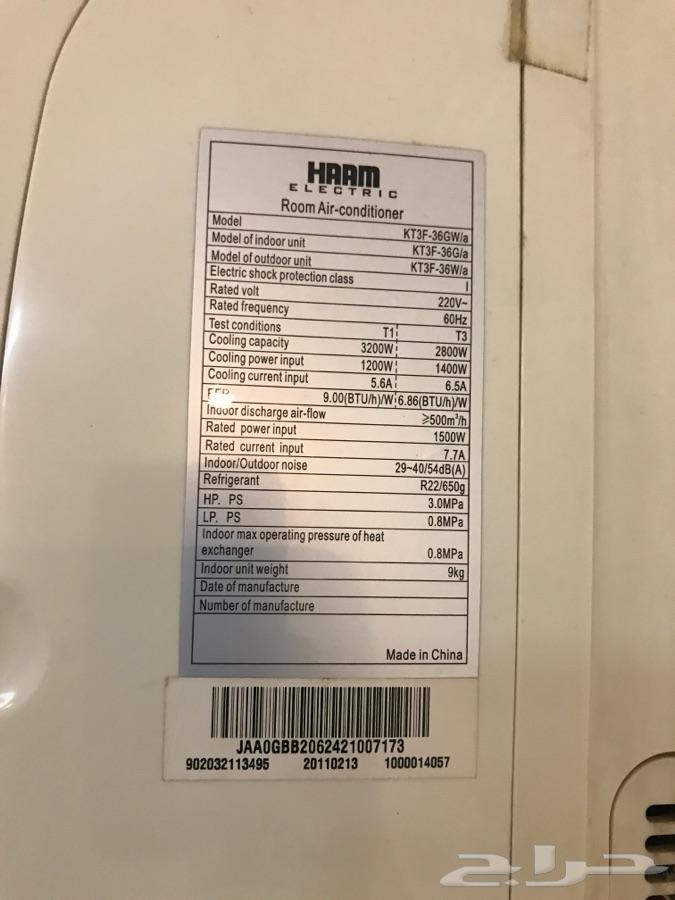 HAAM
ELECTRIC
Room Air-conditioner
Model KT3F-36GW/a
Model of indoor unit KT3F-36G/a
Model of outdoor unit KT3F-36W/a
Electric shock protection class I
Rated volt 220V~
Rated frequency 60Hz
Test conditions T1 T3
Cooling capacity 3200W 2800W
Cooling power input 1200W 1400W
Cooling current input 5.6A 6.5A
9.00(BTU/h)/W 6.86(BTU/h)/W
Indoor discharge air-flow ≥500m³/h
Rated power input 1500W
Rated current input 7.7A
Indoor/Outdoor noise 29~40/54dB(A)
Refrigerant R22/650g
HP. PS 3.0MPa
LP. PS 0.8MPa
Indoor max operating pressure of heat
exchanger 0.8MPa
Indoor unit weight 9kg
Date of manufacture
Number of manufacture
Made in China
JAA0GBB2062421007173
902032113495 20110213 1000014057
حراج